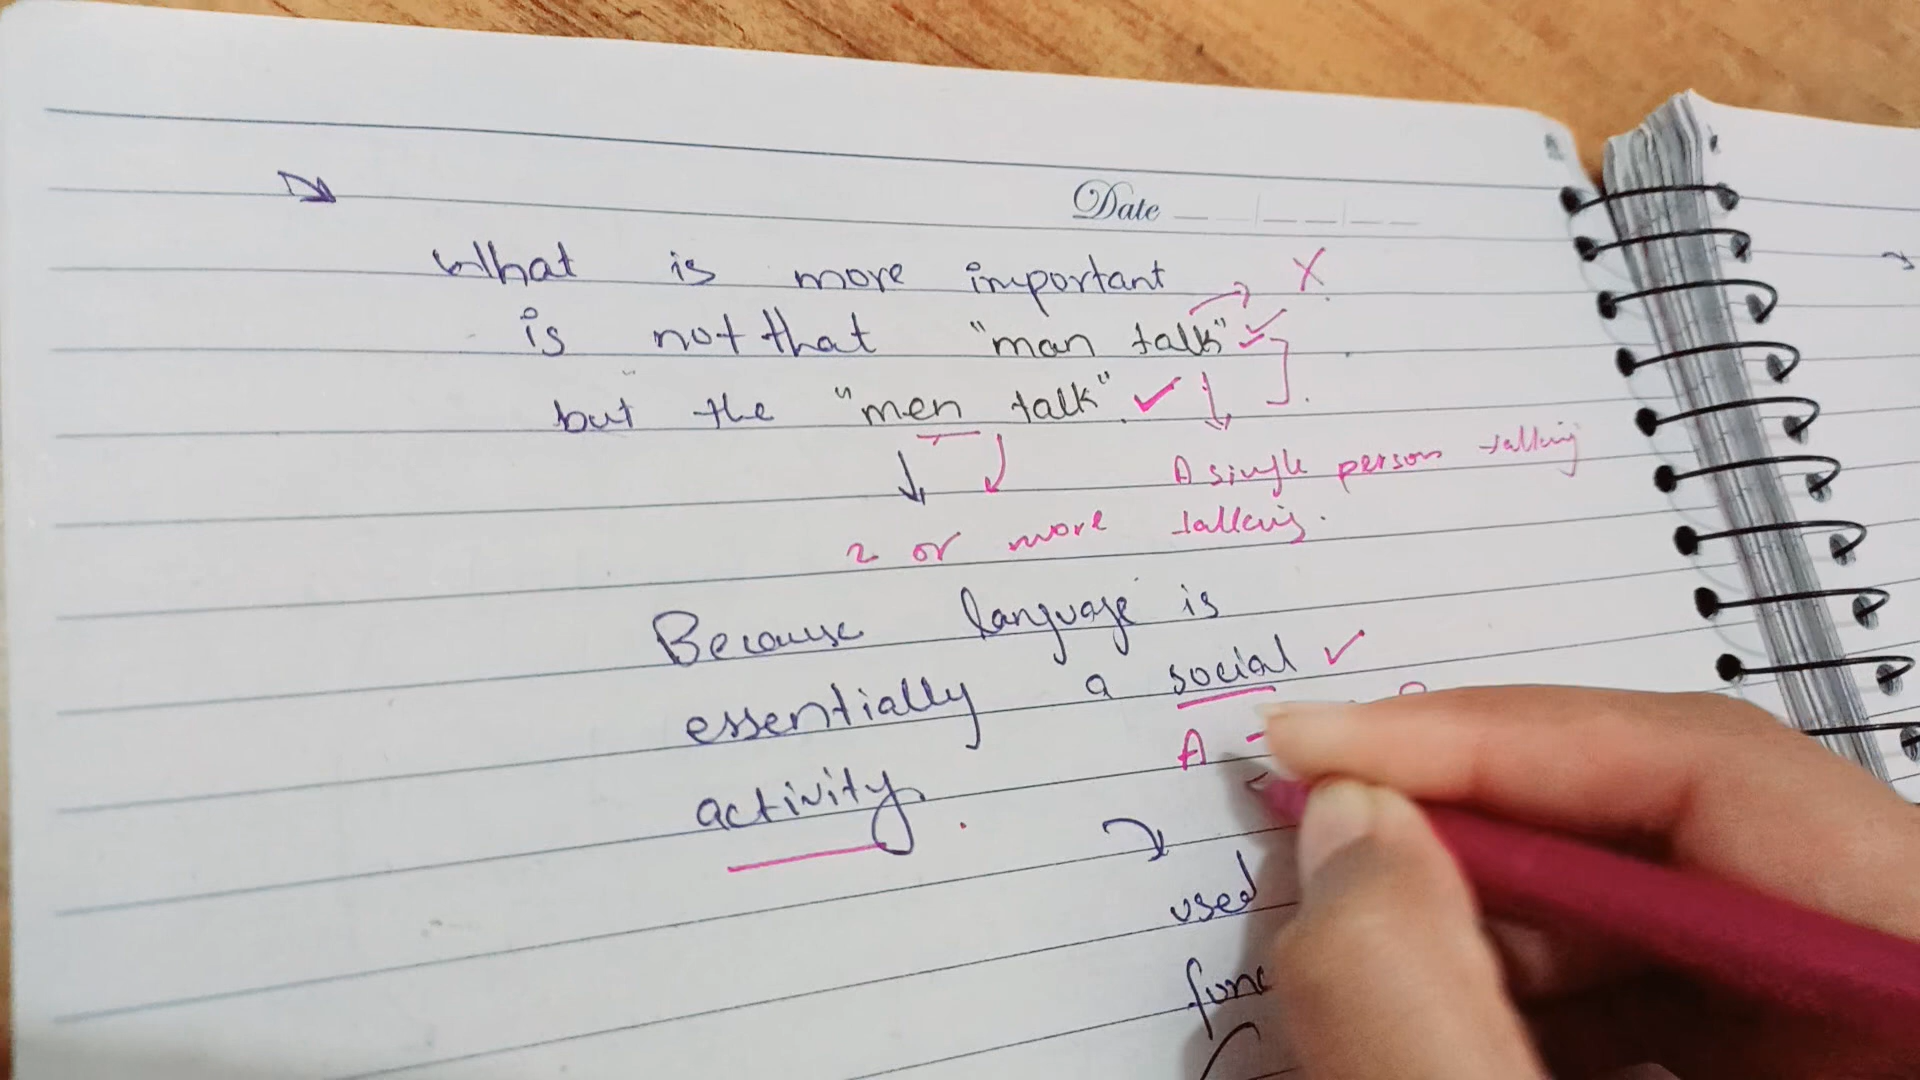 Date
What is more important X
is not that "man talk"
but the "men talk"
A single person talking
2 or more talking.
Because language is
essentially a social
A
activity.
used